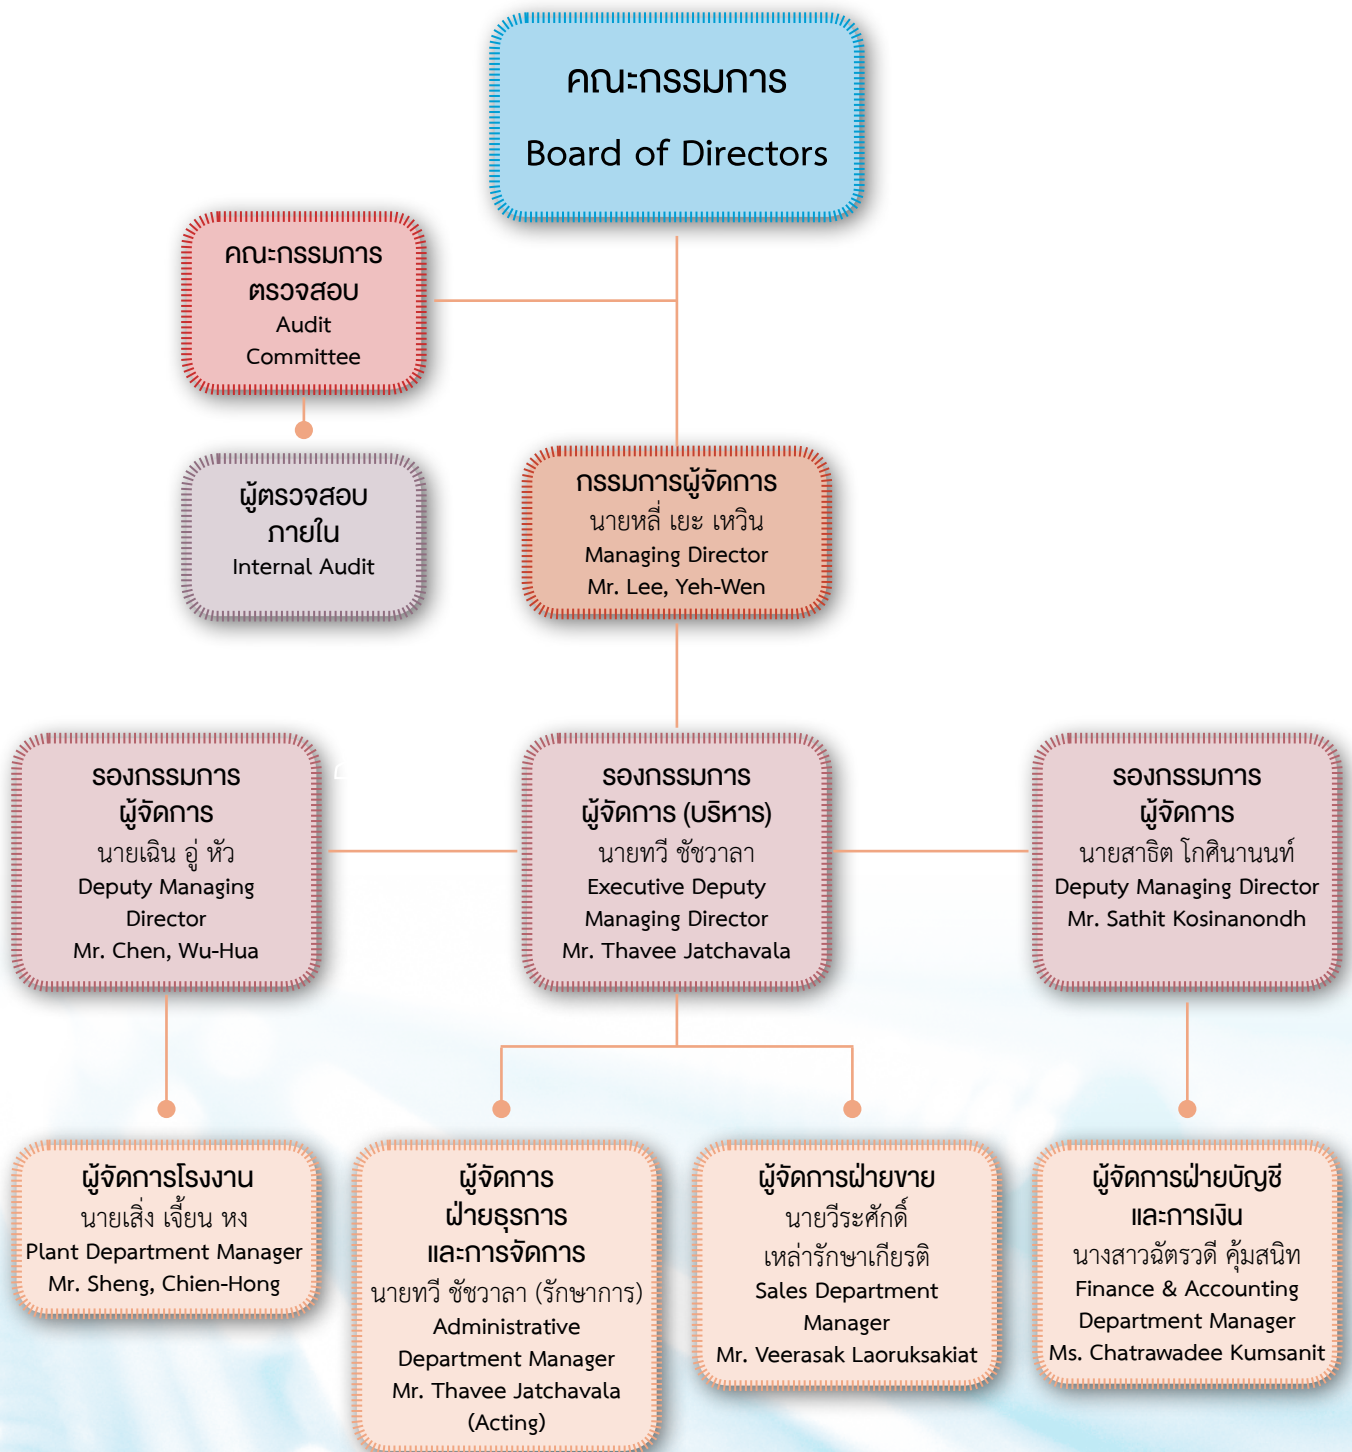 คณะกรรมการ
Board of Directors
คณะกรรมการ
ตรวจสอบ
Audit
Committee
ผู้ตรวจสอบ
ภายใน
Internal Audit
กรรมการผู้จัดการ
นายหลี่ เยะ เหวิน
Managing Director
Mr. Lee, Yeh-Wen
รองกรรมการ
ผู้จัดการ
นายเฉิน อู่ หัว
Deputy Managing
Director
Mr. Chen, Wu-Hua
รองกรรมการ
ผู้จัดการ (บริหาร)
นายทวี ชัชวาลา
Executive Deputy
Managing Director
Mr. Thavee Jatchavala
รองกรรมการ
ผู้จัดการ
นายสาธิต โกศินานนท์
Deputy Managing Director
Mr. Sathit Kosinanondh
ผู้จัดการโรงงาน
นายเสิ่ง เจี้ยน หง
Plant Department Manager
Mr. Sheng, Chien-Hong
ผู้จัดการ
ฝ่ายธุรการ
และการจัดการ
นายทวี ชัชวาลา (รักษาการ)
Administrative
Department Manager
Mr. Thavee Jatchavala
(Acting)
ผู้จัดการฝ่ายขาย
นายวีระศักดิ์
เหล่ารักษาเกียรติ
Sales Department
Manager
Mr. Veerasak Laoruksakiat
ผู้จัดการฝ่ายบัญชี
และการเงิน
นางสาวฉัตรวดี คุ้มสนิท
Finance & Accounting
Department Manager
Ms. Chatrawadee Kumsanit